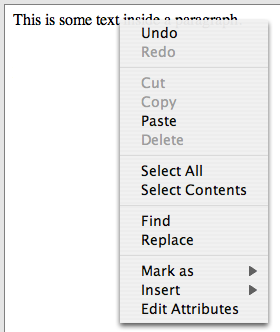 This is some text inside a paragraph.
Undo
Redo
Cut
Copy
Paste
Delete
Select All
Select Contents
Find
Replace
Mark as
Insert
Edit Attributes